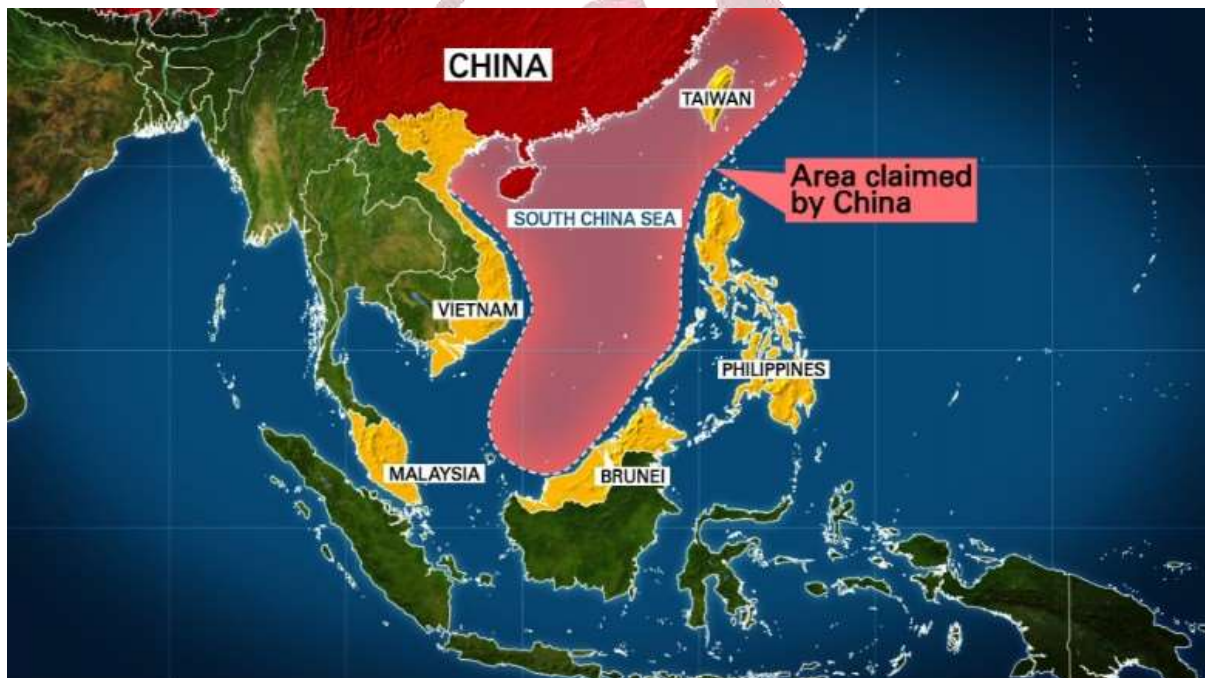 CHINA
TAIWAN
Area claimed
by China
SOUTH CHINA SEA
VIETNAM
PHILIPPINES
MALAYSIA
BRUNEI